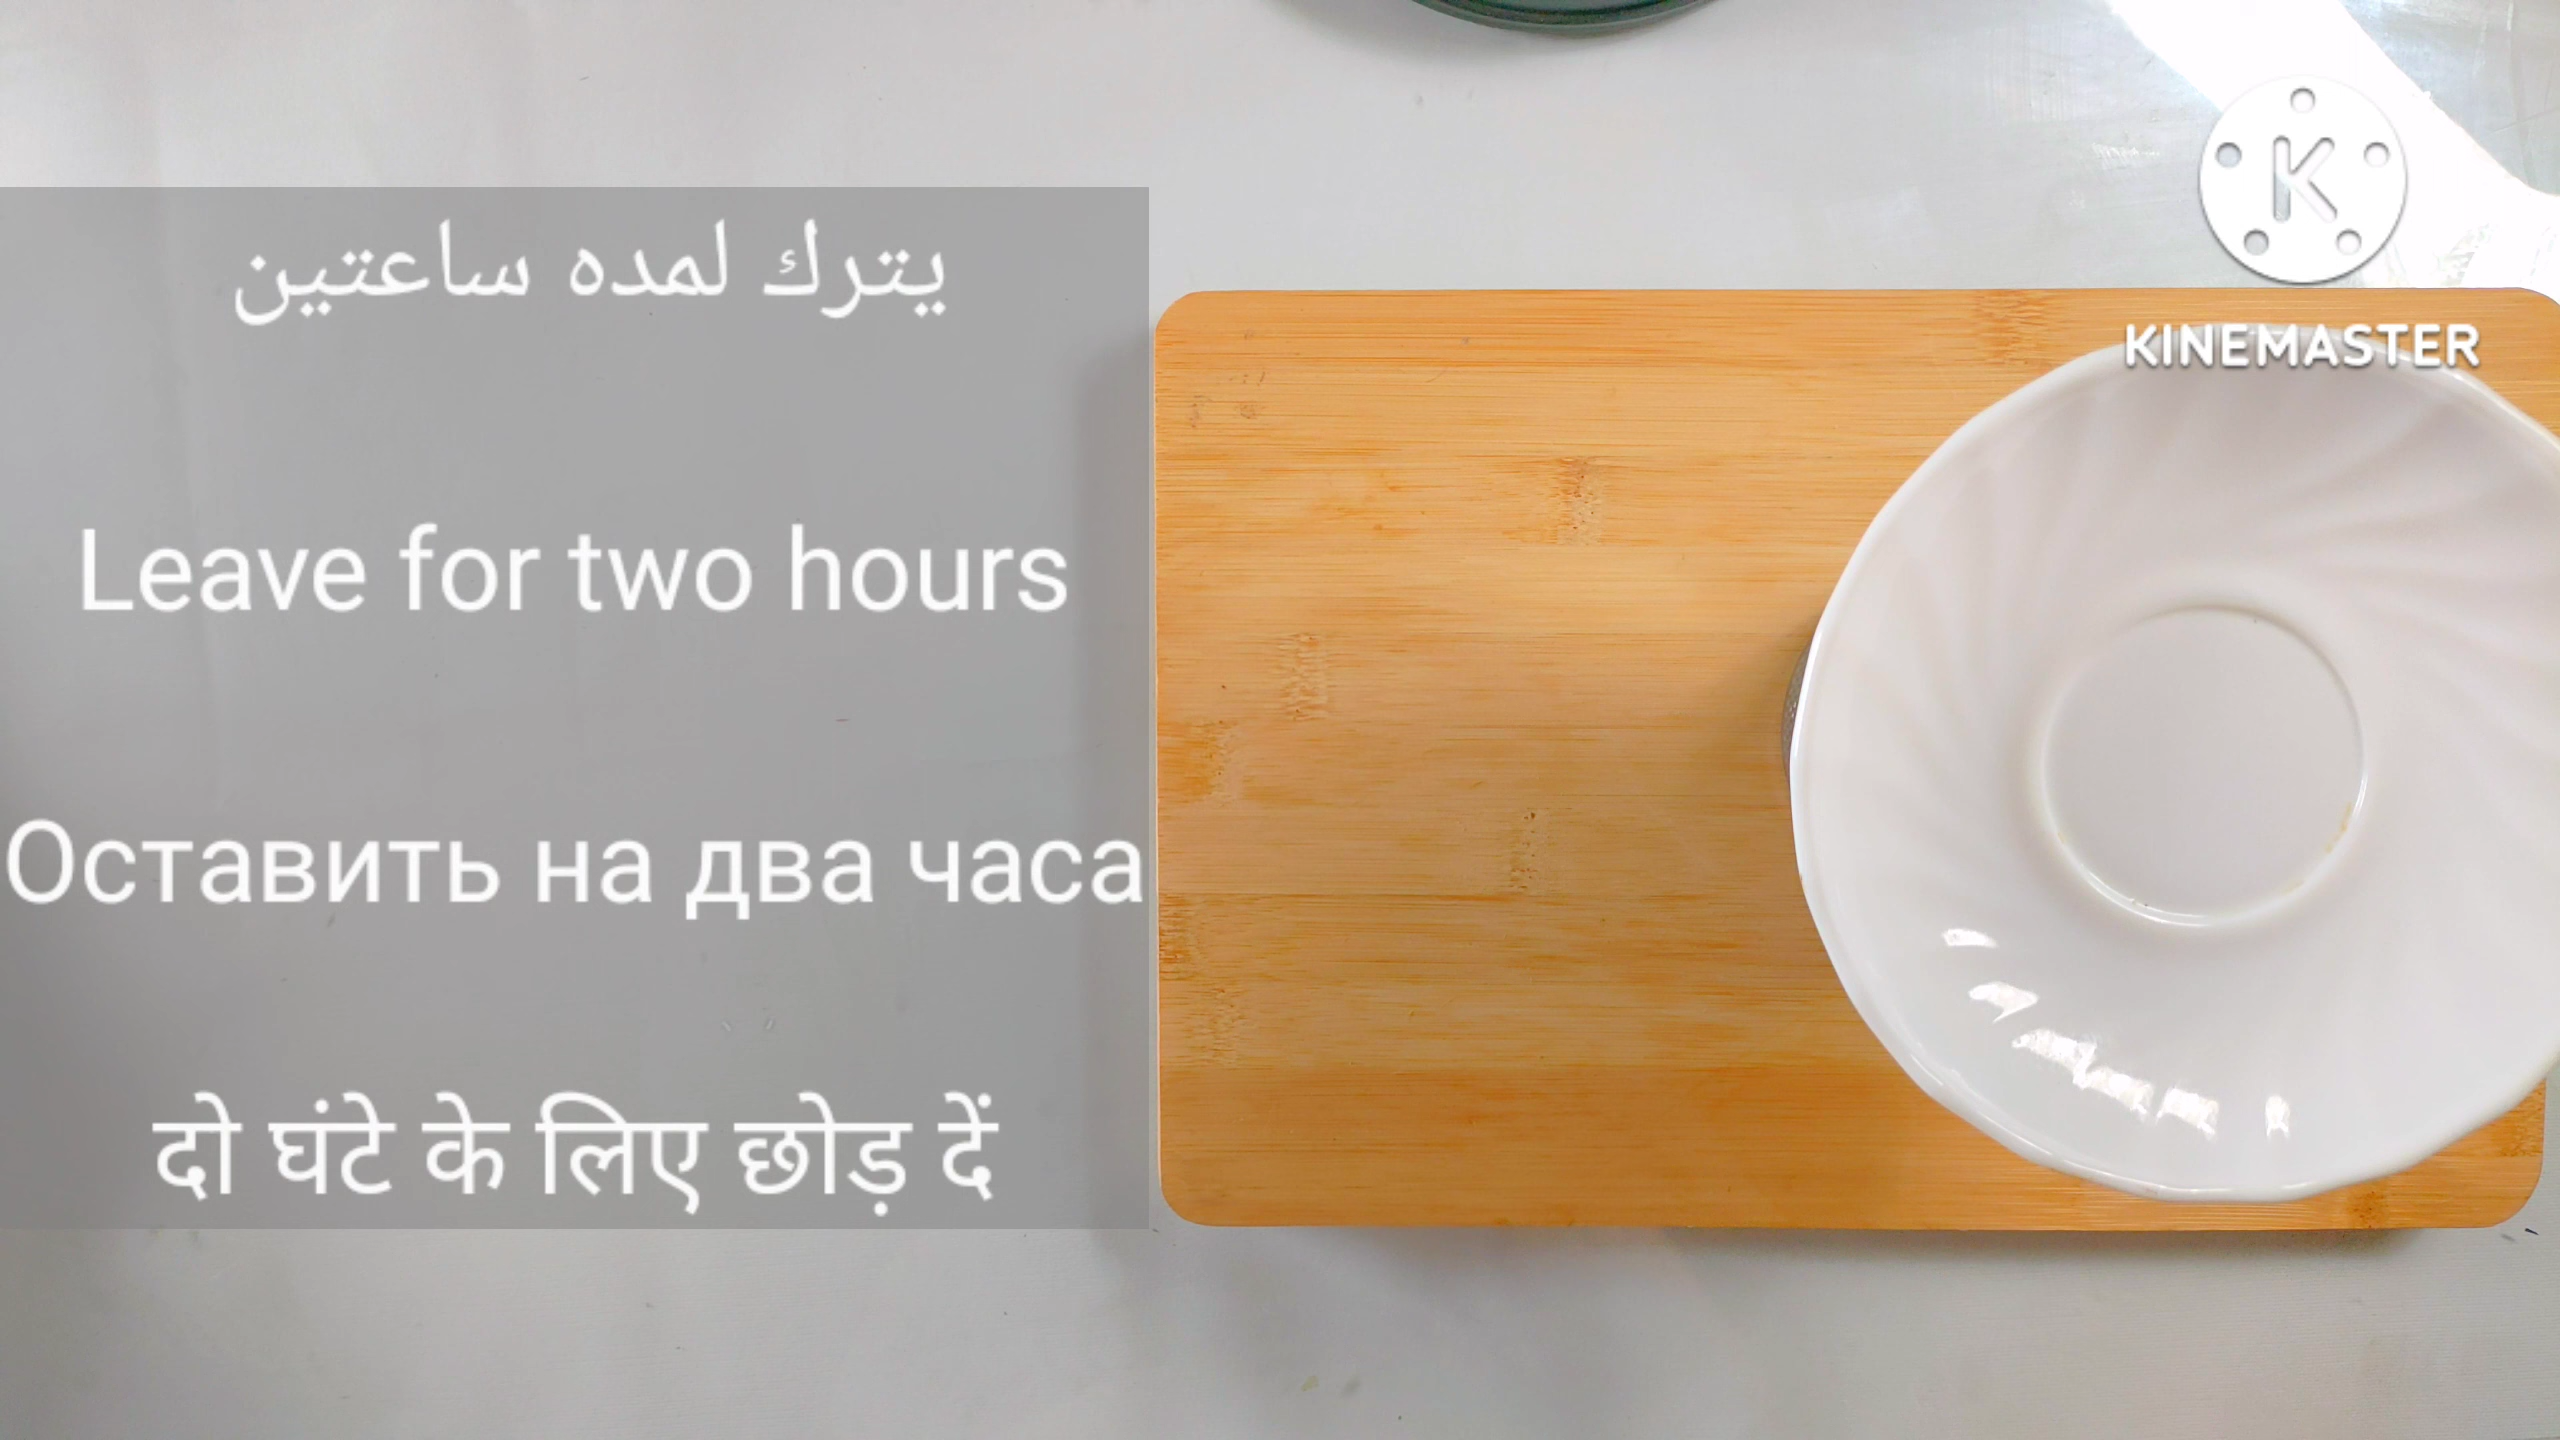 يترك لمده ساعتين
Leave for two hours
Оставить на два часа
दो घंटे के लिए छोड़ दें
K
KINEMASTER